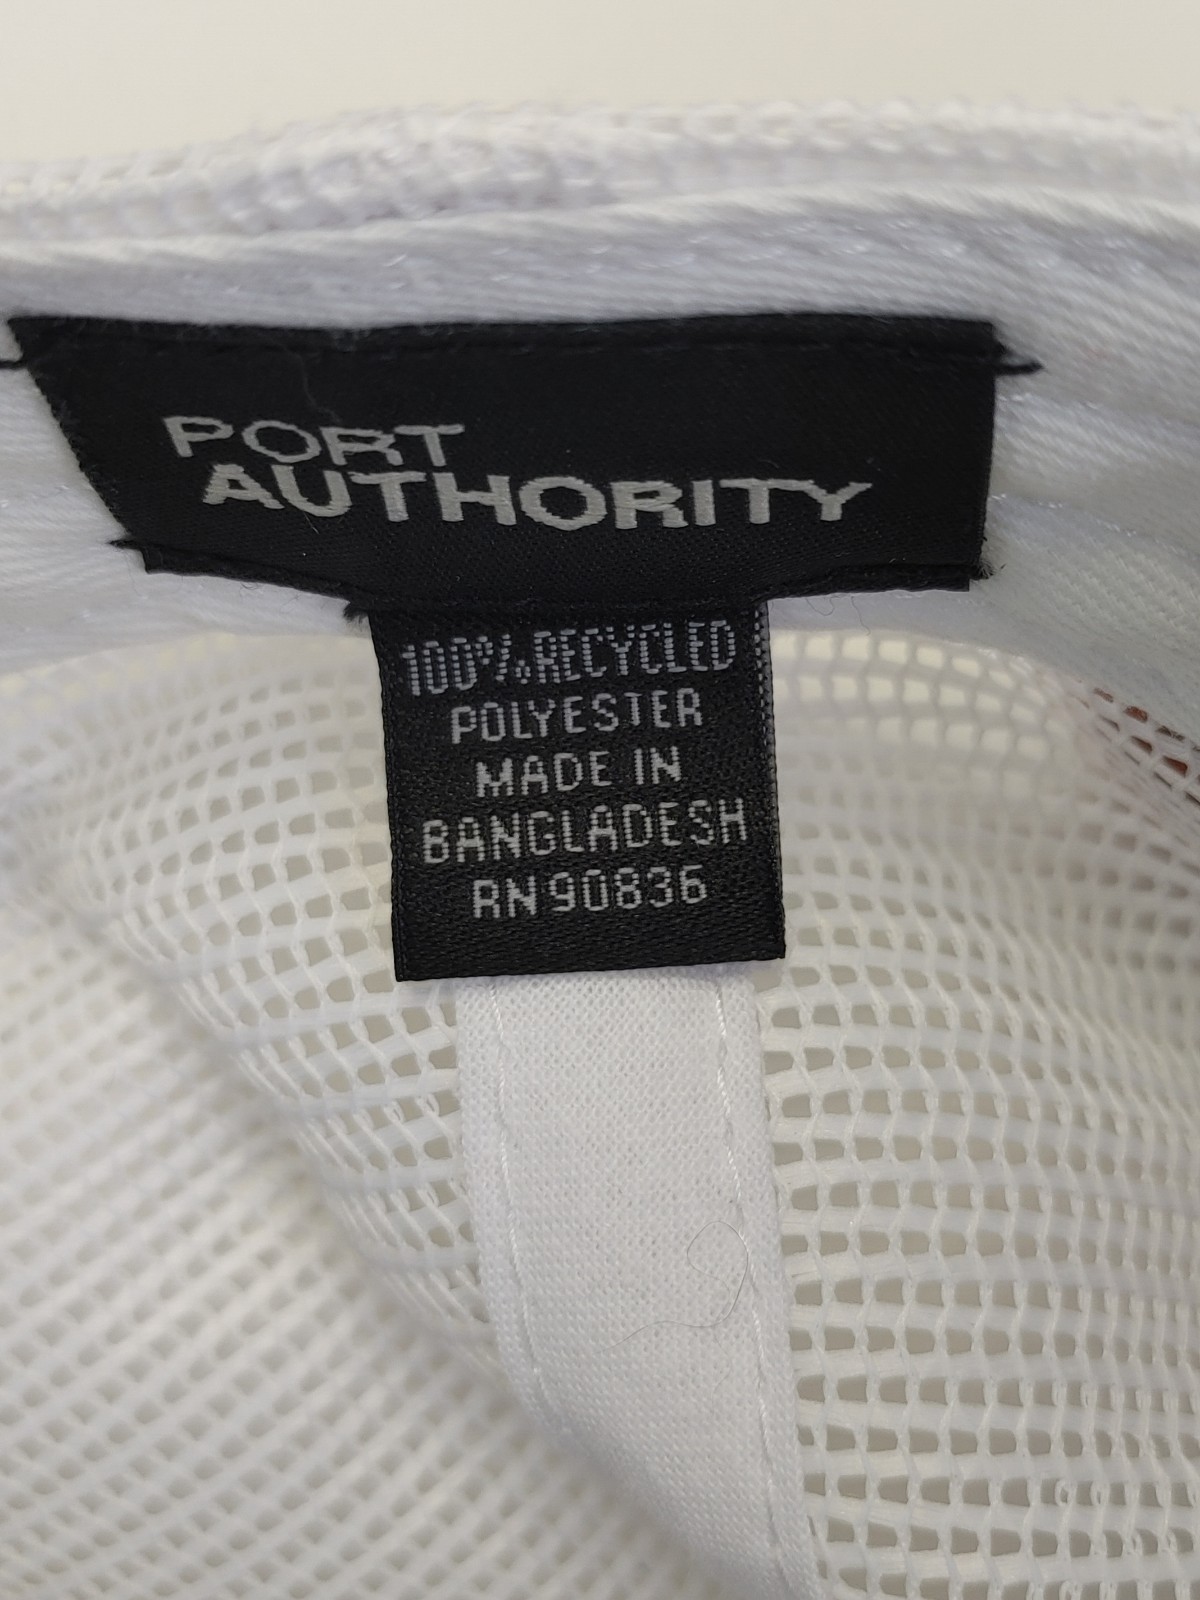 PORT
AUTHORITY
100% RECYCLED
POLYESTER
MADE IN
BANGLADESH
RN 90836